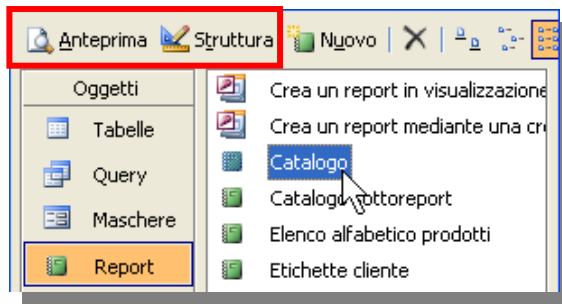 Anteprima Struttura Nuovo
Oggetti
Tabelle
Query
Maschere
Report
Crea un report in visualizzazione
Crea un report mediante una
Catalogo
Catalogo sottoreport
Elenco alfabetico prodotti
Etichette cliente